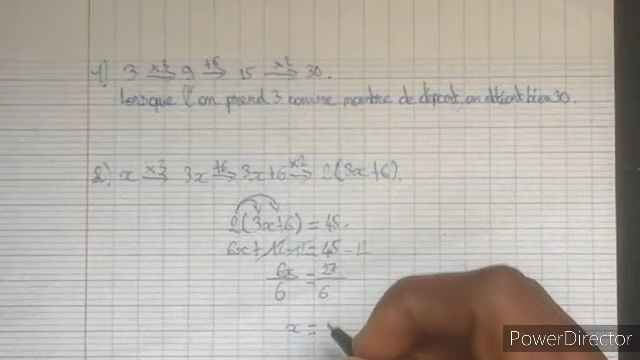 1) 3 ×3→ 9 +6→ 15 ×2→ 30.
Lorsque l'on prend 3 comme nombre de départ, on obtient bien 30.
2) x ×3→ 3x +6→ 3x+6 ×2→ 2(3x+6).
2(3x+6) = 45.
6x+12-12 = 45-12
6x/6 = 27/6
x =
PowerDirector